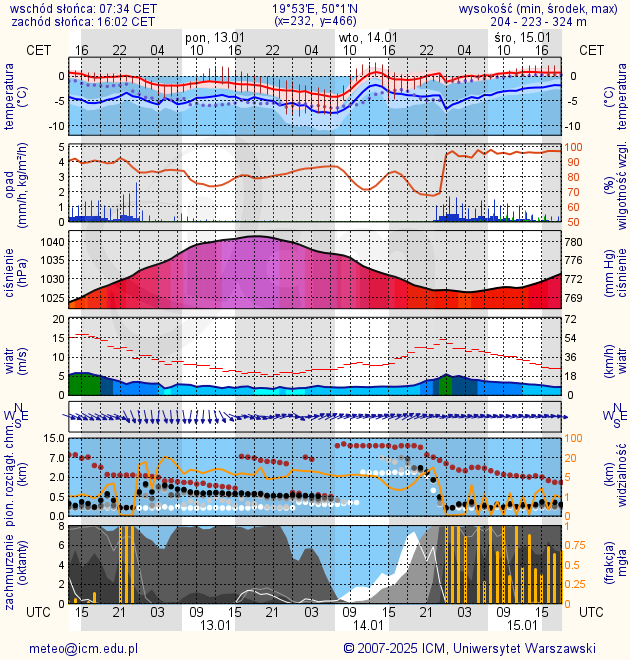 wschód słońca: 07:34 CET
19°53'E, 50°1'N
wysokość (min, środek, max)
zachód słońca: 16:02 CET
(x=232, y=466)
204 - 223 - 324 m
pon, 13.01
wto, 14.01
śro, 15.01
CET 16 22 04 10 16 22 04 10 16 22 04 10 16 CET
temperatura (°C)
0
-5
-10
0
-5
-10
temperatura (°C)
opad (mm/h, kg/m²/h)
5
4
3
2
1
0
100
90
80
70
60
50
(%) wilgotność wzgl.
ciśnienie (hPa)
1040
1035
1030
1025
780
776
772
769
(mm Hg) ciśnienie
wiatr (m/s)
20
15
10
5
0
72
54
36
18
0
(km/h) wiatr
N
W E
S
N
W E
S
pion. rozciągł. chm. (km)
15.0
7.0
2.0
0.5
0.0
100
20
5
1
0
(km) widzialność
zachmurzenie (oktanty)
8
6
4
2
0
1
0.75
0.5
0.25
0
(frakcja) mgła
UTC 15 21 03 09 15 21 03 09 15 21 03 09 15 UTC
13.01
14.01
15.01
meteo@icm.edu.pl
© 2007-2025 ICM, Uniwersytet Warszawski